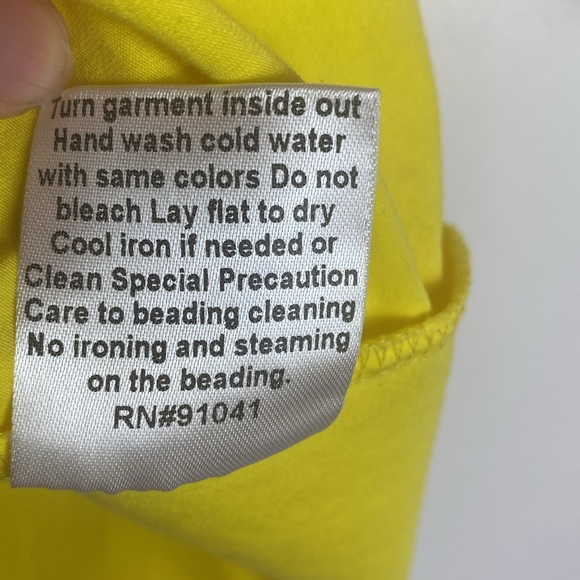 Turn garment inside out
Hand wash cold water
with same colors Do not
bleach Lay flat to dry
Cool iron if needed or
Clean Special Precaution
Care to beading cleaning
No ironing and steaming
on the beading.
RN#91041